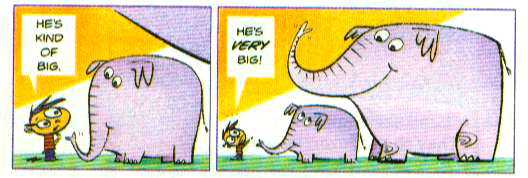 HE'S
KIND
OF
BIG.
HE'S
VERY
BIG!